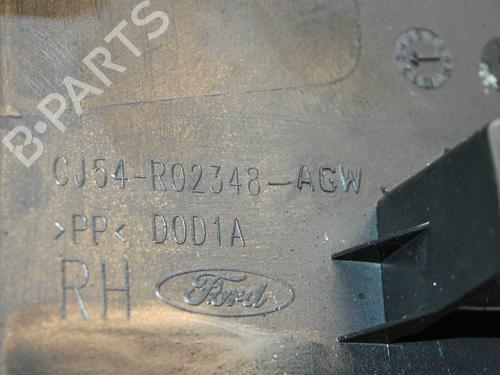 B-PARTS
CJ54-R02348-AGW
>PP< D0D1A
RH
Ford